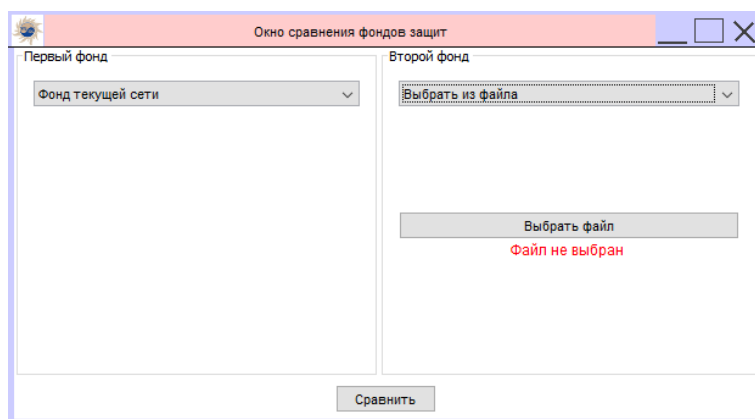 Окно сравнения фондов защит
Первый фонд
Второй фонд
Фонд текущей сети
Выбрать из файла
Выбрать файл
Файл не выбран
Сравнить